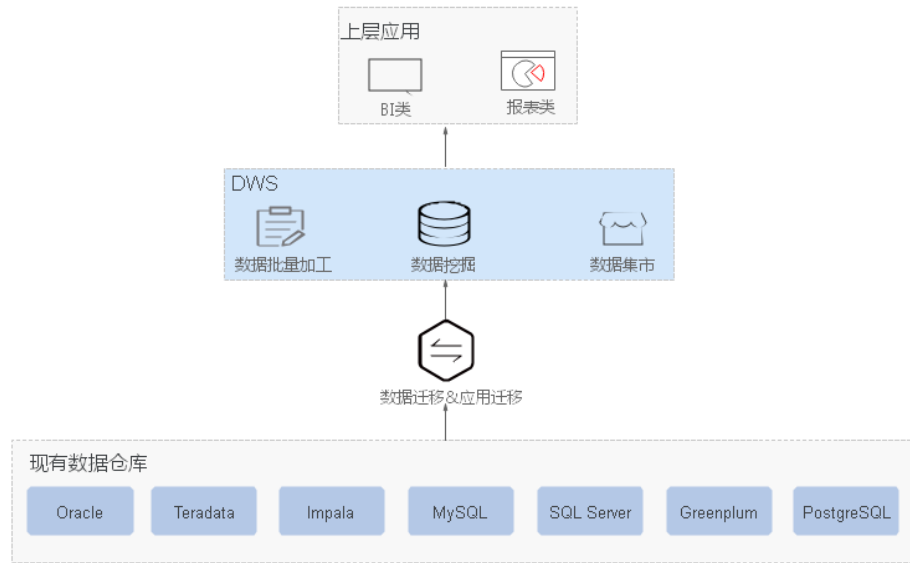 上层应用
BI类
报表类
DWS
数据批量加工
数据挖掘
数据集市
数据迁移&应用迁移
现有数据仓库
Oracle
Teradata
Impala
MySQL
SQL Server
Greenplum
PostgreSQL